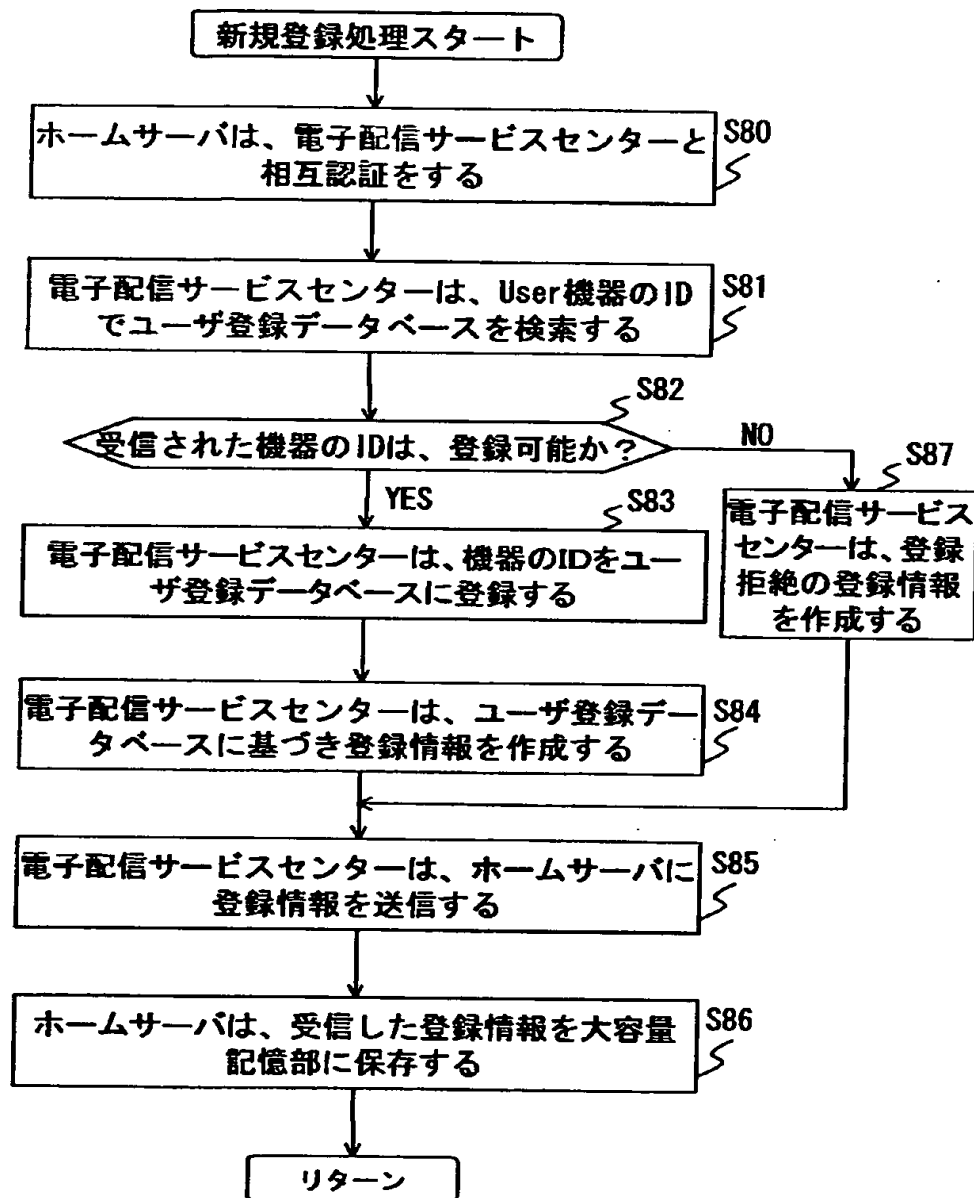 新規登録処理スタート
ホームサーバは、電子配信サービスセンターと
相互認証をする
S80
電子配信サービスセンターは、User機器のID
でユーザ登録データベースを検索する
S81
S82
受信された機器のIDは、登録可能か？
NO
YES
S87
電子配信サービス
センターは、登録
拒絶の登録情報
を作成する
S83
電子配信サービスセンターは、機器のIDをユー
ザ登録データベースに登録する
電子配信サービスセンターは、ユーザ登録デー
タベースに基づき登録情報を作成する
S84
電子配信サービスセンターは、ホームサーバに
登録情報を送信する
S85
ホームサーバは、受信した登録情報を大容量
記憶部に保存する
S86
リターン